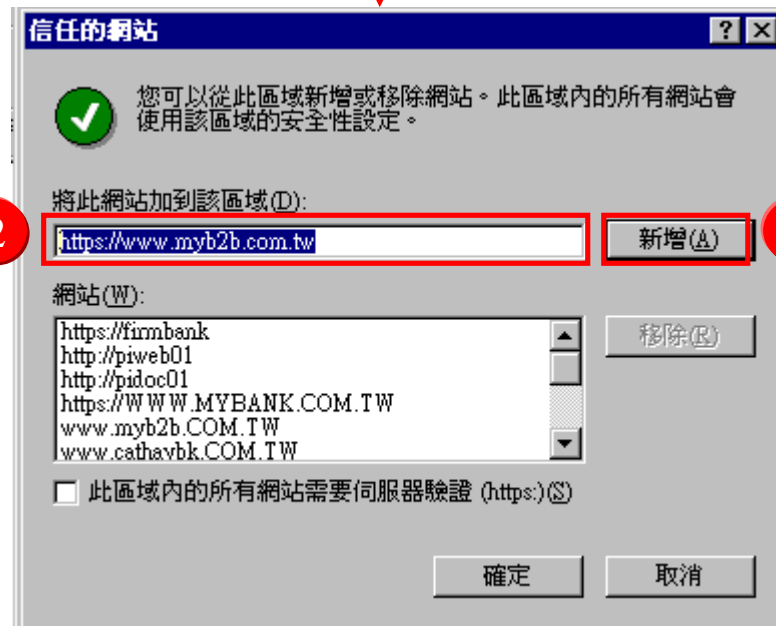 信任的網站
您可以從此區域新增或移除網站。此區域內的所有網站會
使用該區域的安全性設定。
將此網站加到該區域(D):
2
https://www.myb2b.com.tw
新增(A)
網站(W):
https://firmbank
http://piweb01
http://pidoc01
https://WWW.MYBANK.COM.TW
www.myb2b.COM.TW
www.cathaybk.COM.TW
移除(R)
此區域內的所有網站需要伺服器驗證 (https:)(S)
確定
取消